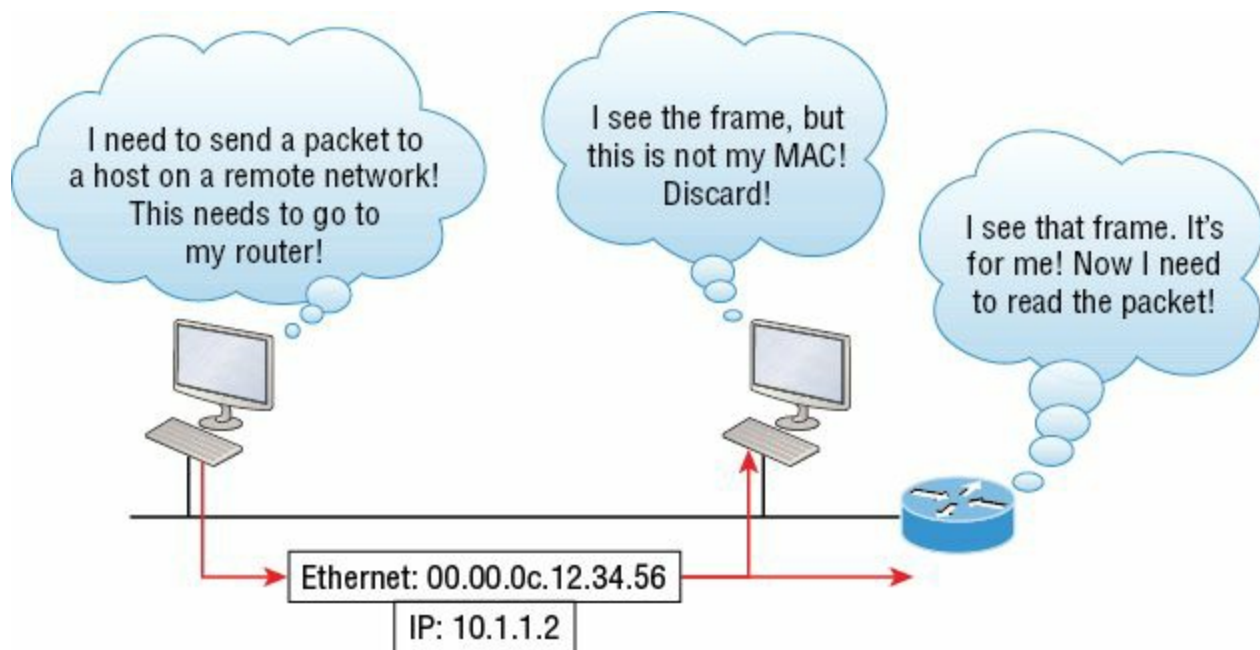 I need to send a packet to
a host on a remote network!
This needs to go to
my router!
I see the frame, but
this is not my MAC!
Discard!
I see that frame. It's
for me! Now I need
to read the packet!
Ethernet: 00.00.0c.12.34.56
IP: 10.1.1.2